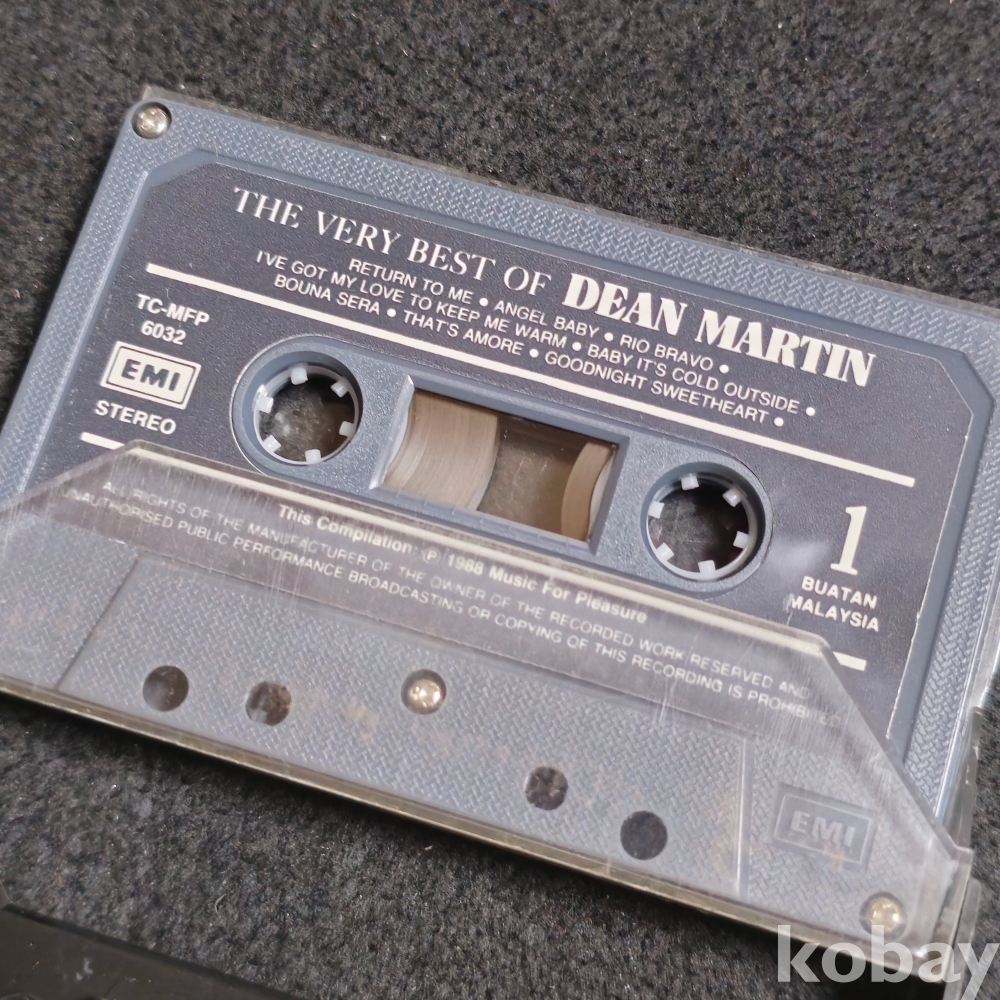 THE VERY BEST OF DEAN MARTIN
RETURN TO ME • ANGEL BABY • RIO BRAVO •
I'VE GOT MY LOVE TO KEEP ME WARM • BABY IT'S COLD OUTSIDE •
BOUNA SERA • THAT'S AMORE • GOODNIGHT SWEETHEART •
TC-MFP
6032
EMI
STEREO
1
BUATAN
MALAYSIA
This Compilation: ℗ 1988 Music For Pleasure
ALL RIGHTS OF THE MANUFACTURER OF THE OWNER OF THE RECORDED WORK RESERVED AND
UNAUTHORISED PUBLIC PERFORMANCE BROADCASTING OR COPYING OF THIS RECORDING IS PROHIBITED
EMI
kobay